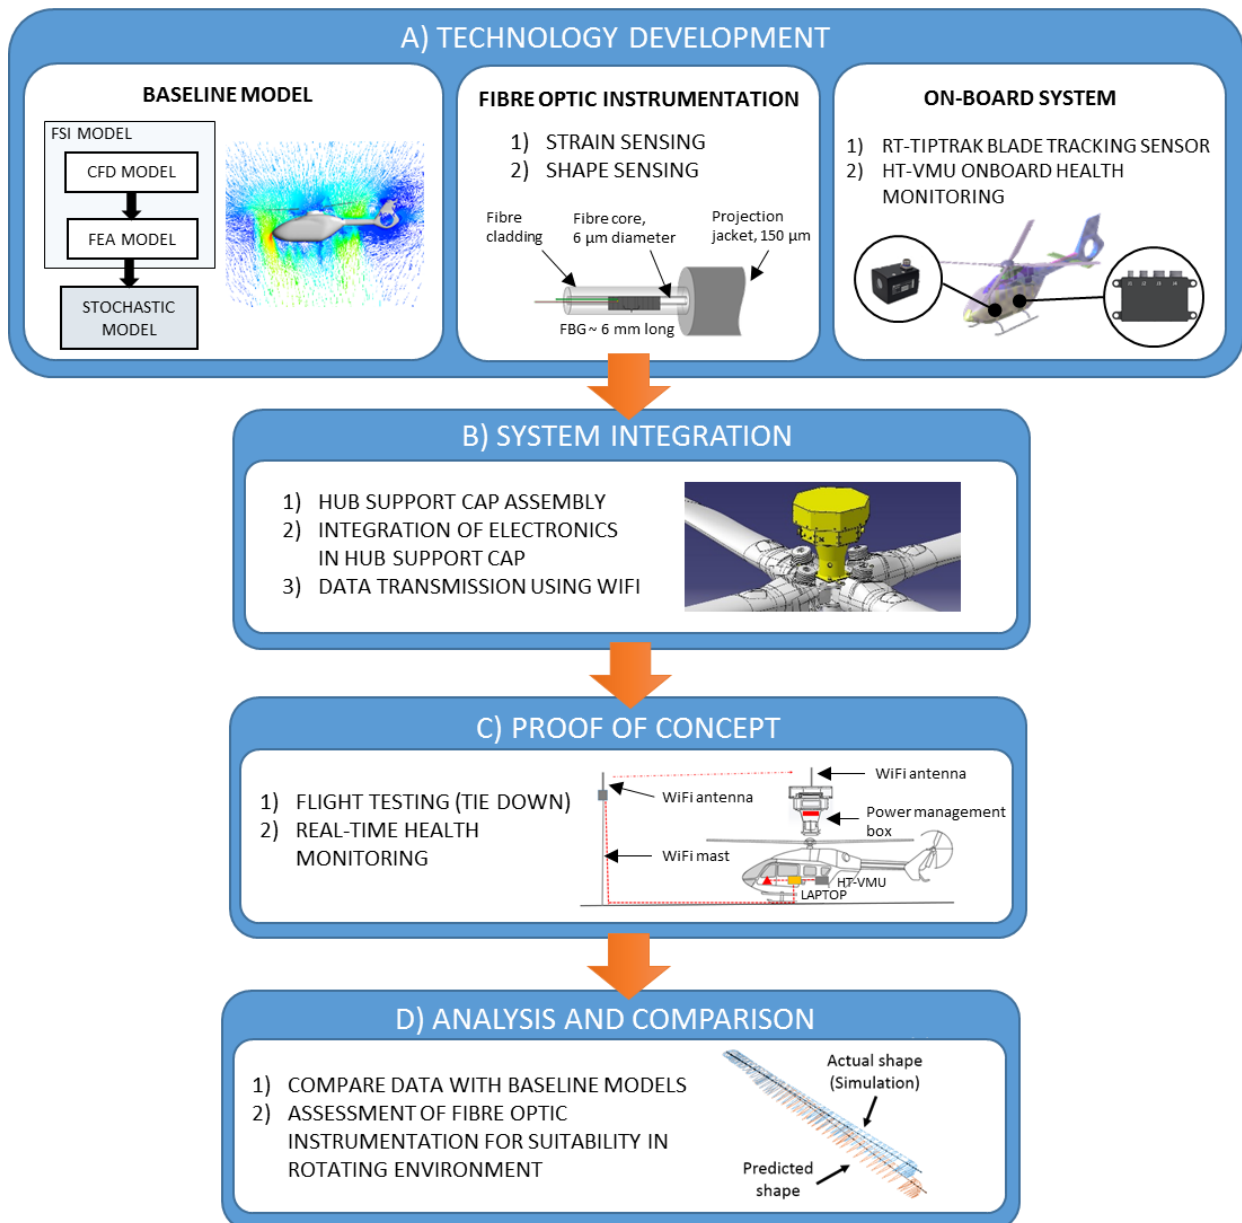 A) TECHNOLOGY DEVELOPMENT
BASELINE MODEL
FSI MODEL
CFD MODEL
FEA MODEL
STOCHASTIC
MODEL
FIBRE OPTIC INSTRUMENTATION
1) STRAIN SENSING
2) SHAPE SENSING
Fibre
cladding
Fibre core,
6 µm diameter
Projection
jacket, 150 µm
FBG ~ 6 mm long
ON-BOARD SYSTEM
1) RT-TIPTRAK BLADE TRACKING SENSOR
2) HT-VMU ONBOARD HEALTH
MONITORING
B) SYSTEM INTEGRATION
1) HUB SUPPORT CAP ASSEMBLY
2) INTEGRATION OF ELECTRONICS
IN HUB SUPPORT CAP
3) DATA TRANSMISSION USING WIFI
C) PROOF OF CONCEPT
1) FLIGHT TESTING (TIE DOWN)
2) REAL-TIME HEALTH
MONITORING
WiFi antenna
WiFi mast
WiFi antenna
Power management
box
HT-VMU
LAPTOP
D) ANALYSIS AND COMPARISON
1) COMPARE DATA WITH BASELINE MODELS
2) ASSESSMENT OF FIBRE OPTIC
INSTRUMENTATION FOR SUITABILITY IN
ROTATING ENVIRONMENT
Actual shape
(Simulation)
Predicted
shape